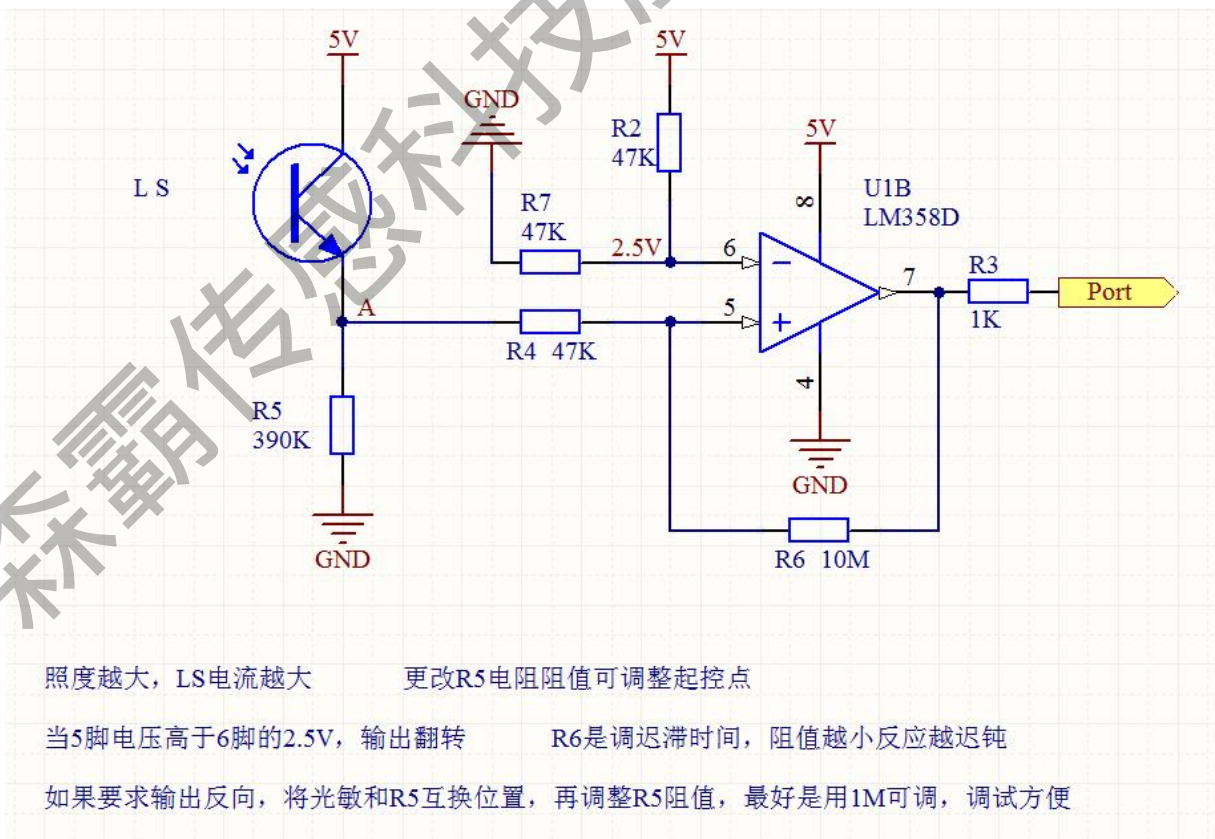 5V
5V
GND
R2
47K
5V
8
U1B
LM358D
L S
R7
47K
2.5V
6
7
R3
1K
Port
A
5
R4 47K
4
R5
390K
GND
GND
R6 10M
森霸传感科技
照度越大，LS电流越大 更改R5电阻阻值可调整起控点
当5脚电压高于6脚的2.5V，输出翻转 R6是调迟滞时间，阻值越小反应越迟钝
如果要求输出反向，将光敏和R5互换位置，再调整R5阻值，最好是用1M可调，调试方便